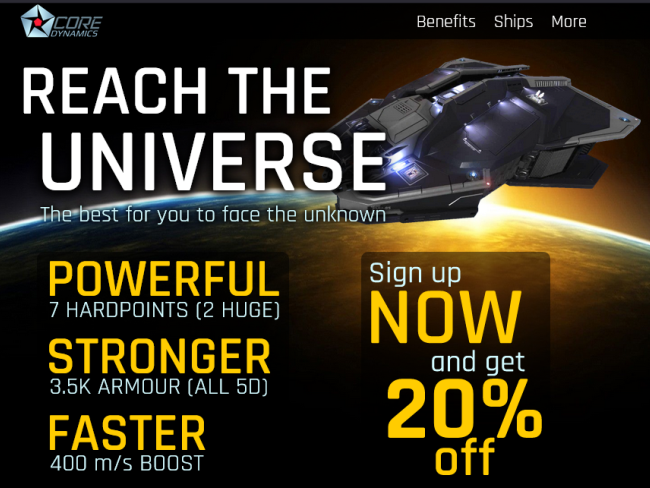 CORE
DYNAMICS
Benefits Ships More
REACH THE
UNIVERSE
The best for you to face the unknown
POWERFUL
7 HARDPOINTS (2 HUGE)
STRONGER
3.5K ARMOUR (ALL 5D)
FASTER
400 m/s BOOST
Sign up
NOW
and get
20%
off